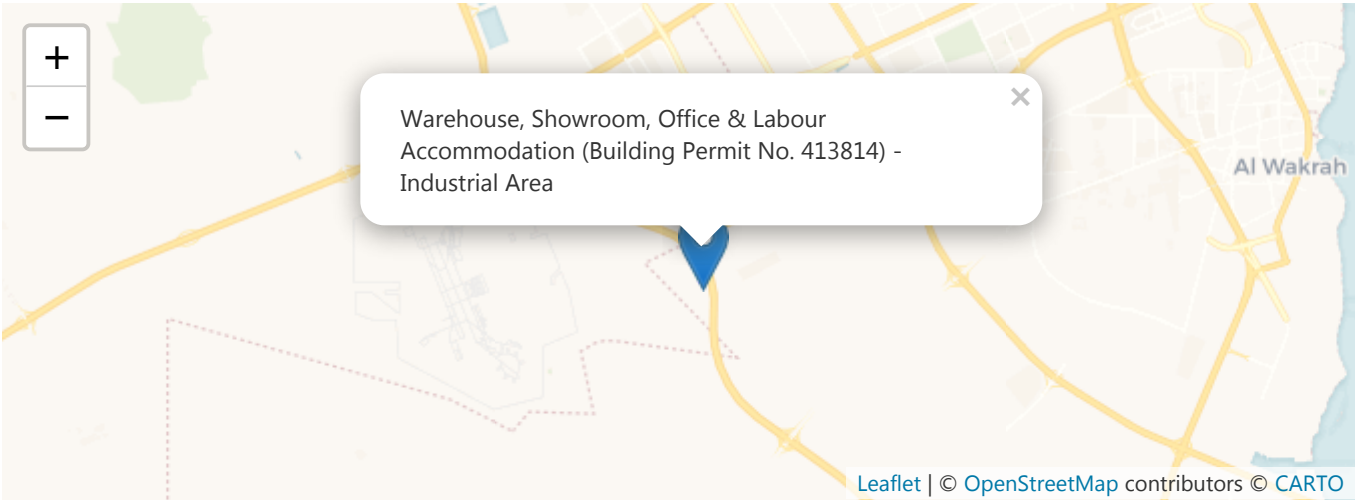 +
−
×
Warehouse, Showroom, Office & Labour
Accommodation (Building Permit No. 413814) -
Industrial Area
Al Wakrah
Leaflet | © OpenStreetMap contributors © CARTO